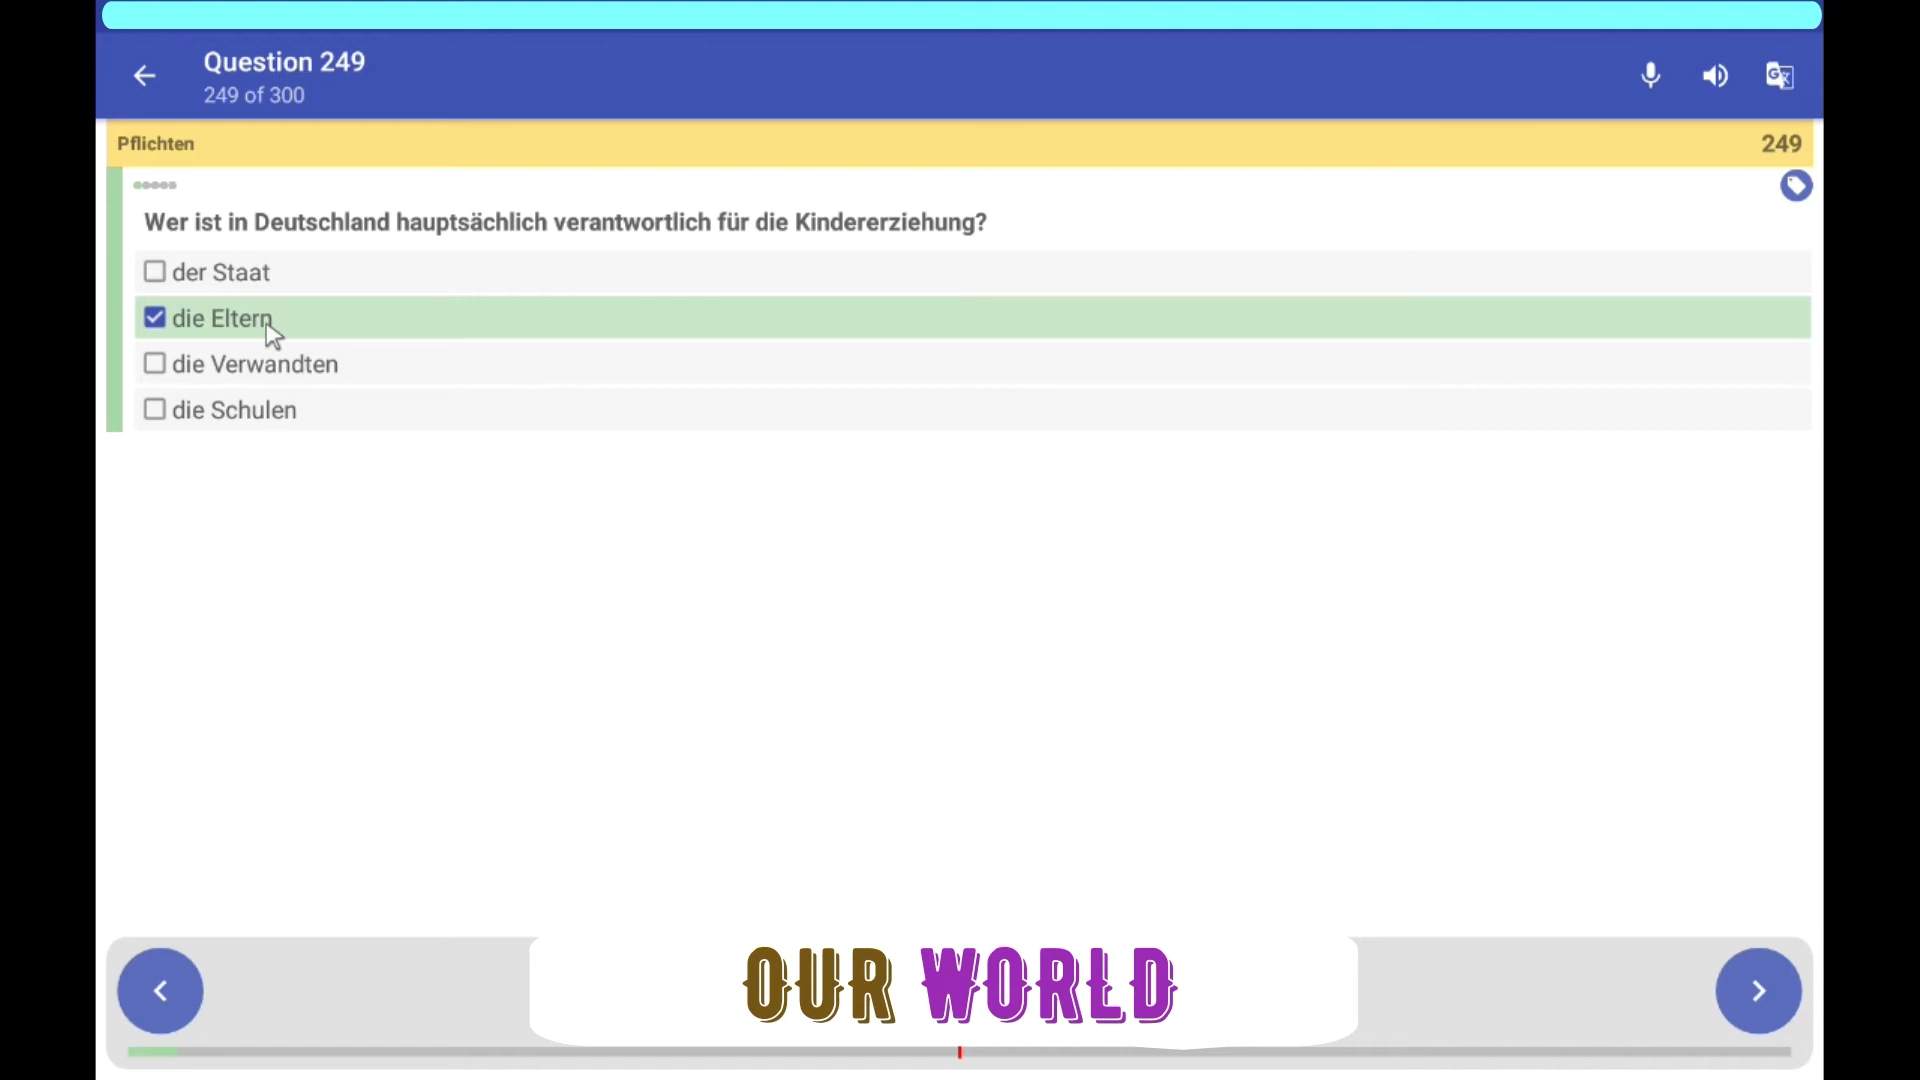 Question 249
249 of 300
Pflichten 249
Wer ist in Deutschland hauptsächlich verantwortlich für die Kindererziehung?
der Staat
die Eltern
die Verwandten
die Schulen
OUR WORLD